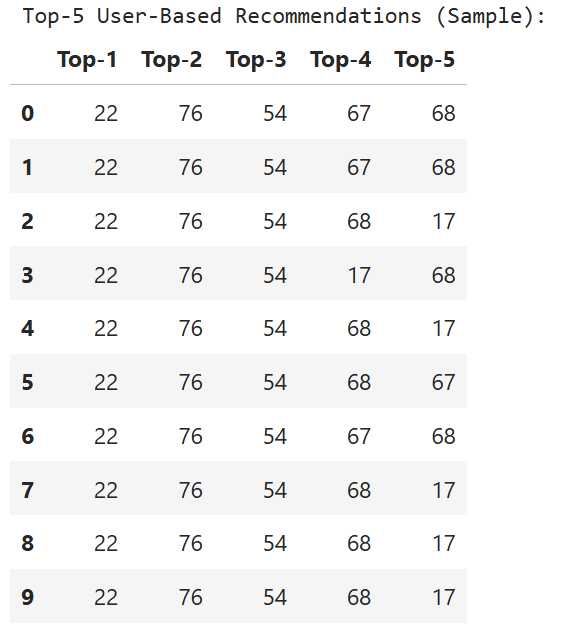 Top-5 User-Based Recommendations (Sample):
Top-1 Top-2 Top-3 Top-4 Top-5
0 22 76 54 67 68
1 22 76 54 67 68
2 22 76 54 68 17
3 22 76 54 17 68
4 22 76 54 68 17
5 22 76 54 68 67
6 22 76 54 67 68
7 22 76 54 68 17
8 22 76 54 68 17
9 22 76 54 68 17